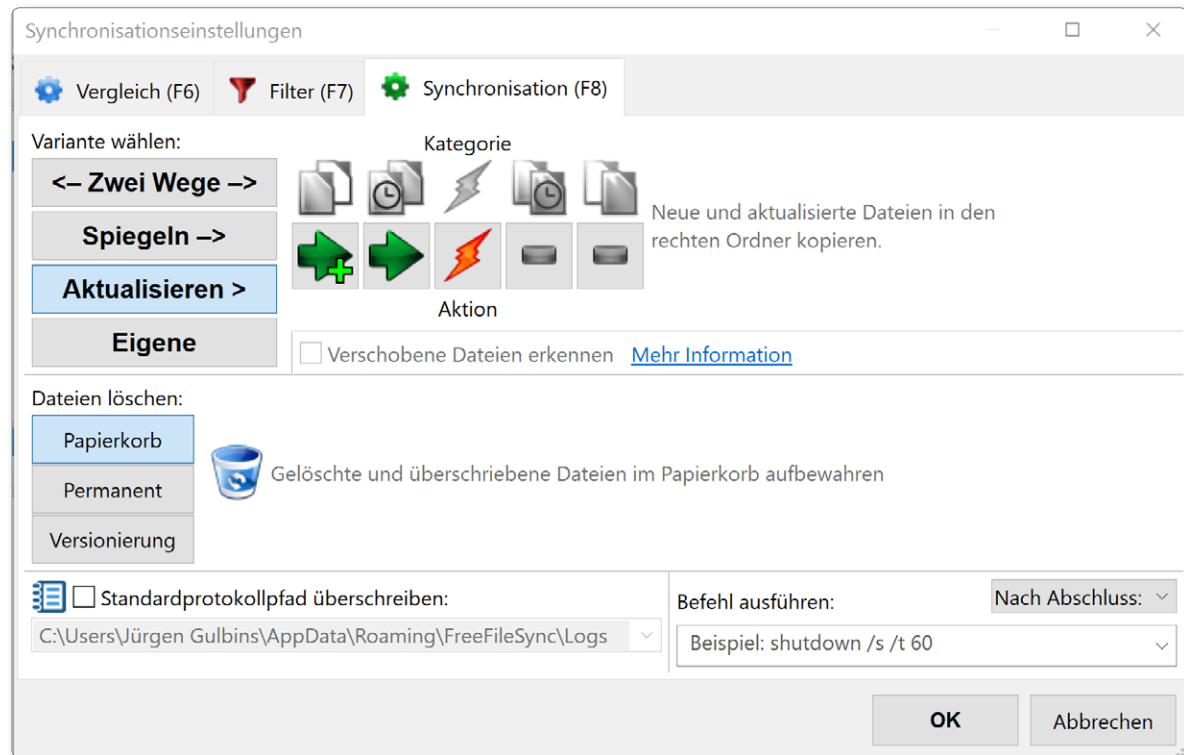 Synchronisationseinstellungen
Vergleich (F6)
Filter (F7)
Synchronisation (F8)
Variante wählen:
Kategorie
<– Zwei Wege –>
Spiegeln –>
Aktualisieren >
Eigene
Neue und aktualisierte Dateien in den
rechten Ordner kopieren.
Aktion
Verschobene Dateien erkennen Mehr Information
Dateien löschen:
Papierkorb
Permanent
Versionierung
Gelöschte und überschriebene Dateien im Papierkorb aufbewahren
Standardprotokollpfad überschreiben:
C:\Users\Jürgen Gulbins\AppData\Roaming\FreeFileSync\Logs
Befehl ausführen:
Nach Abschluss:
Beispiel: shutdown /s /t 60
OK
Abbrechen